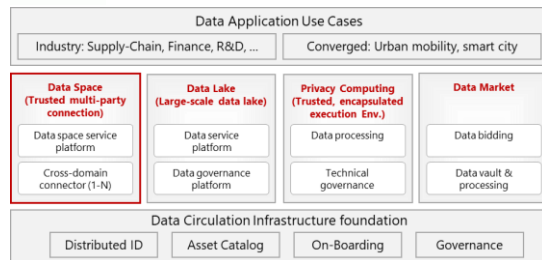 Data Application Use Cases
Industry: Supply-Chain, Finance, R&D, ...
Converged: Urban mobility, smart city
Data Space
(Trusted multi-party
connection)
Data space service
platform
Cross-domain
connector (1-N)
Data Lake
(Large-scale data lake)
Data service
platform
Data governance
platform
Privacy Computing
(Trusted, encapsulated
execution Env.)
Data processing
Technical
governance
Data Market
Data bidding
Data vault &
processing
Data Circulation Infrastructure foundation
Distributed ID
Asset Catalog
On-Boarding
Governance